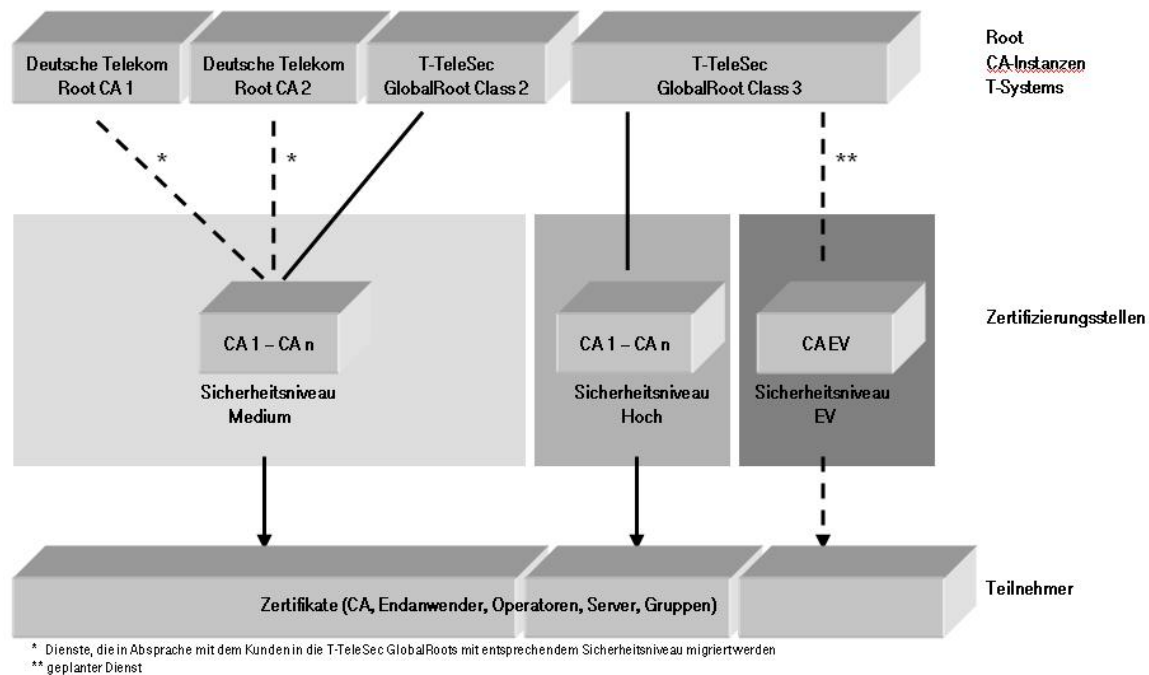 Deutsche Telekom
Root CA 1
Deutsche Telekom
Root CA 2
T-TeleSec
GlobalRoot Class 2
T-TeleSec
GlobalRoot Class 3
Root
CA-Instanzen
T-Systems
*
*
**
CA 1 – CA n
Sicherheitsniveau
Medium
CA 1 – CA n
Sicherheitsniveau
Hoch
CA EV
Sicherheitsniveau
EV
Zertifizierungsstellen
Zertifikate (CA, Endanwender, Operatoren, Server, Gruppen)
Teilnehmer
* Dienste, die in Absprache mit dem Kunden in die T-TeleSec GlobalRoots mit entsprechendem Sicherheitsniveau migriert werden
** geplanter Dienst